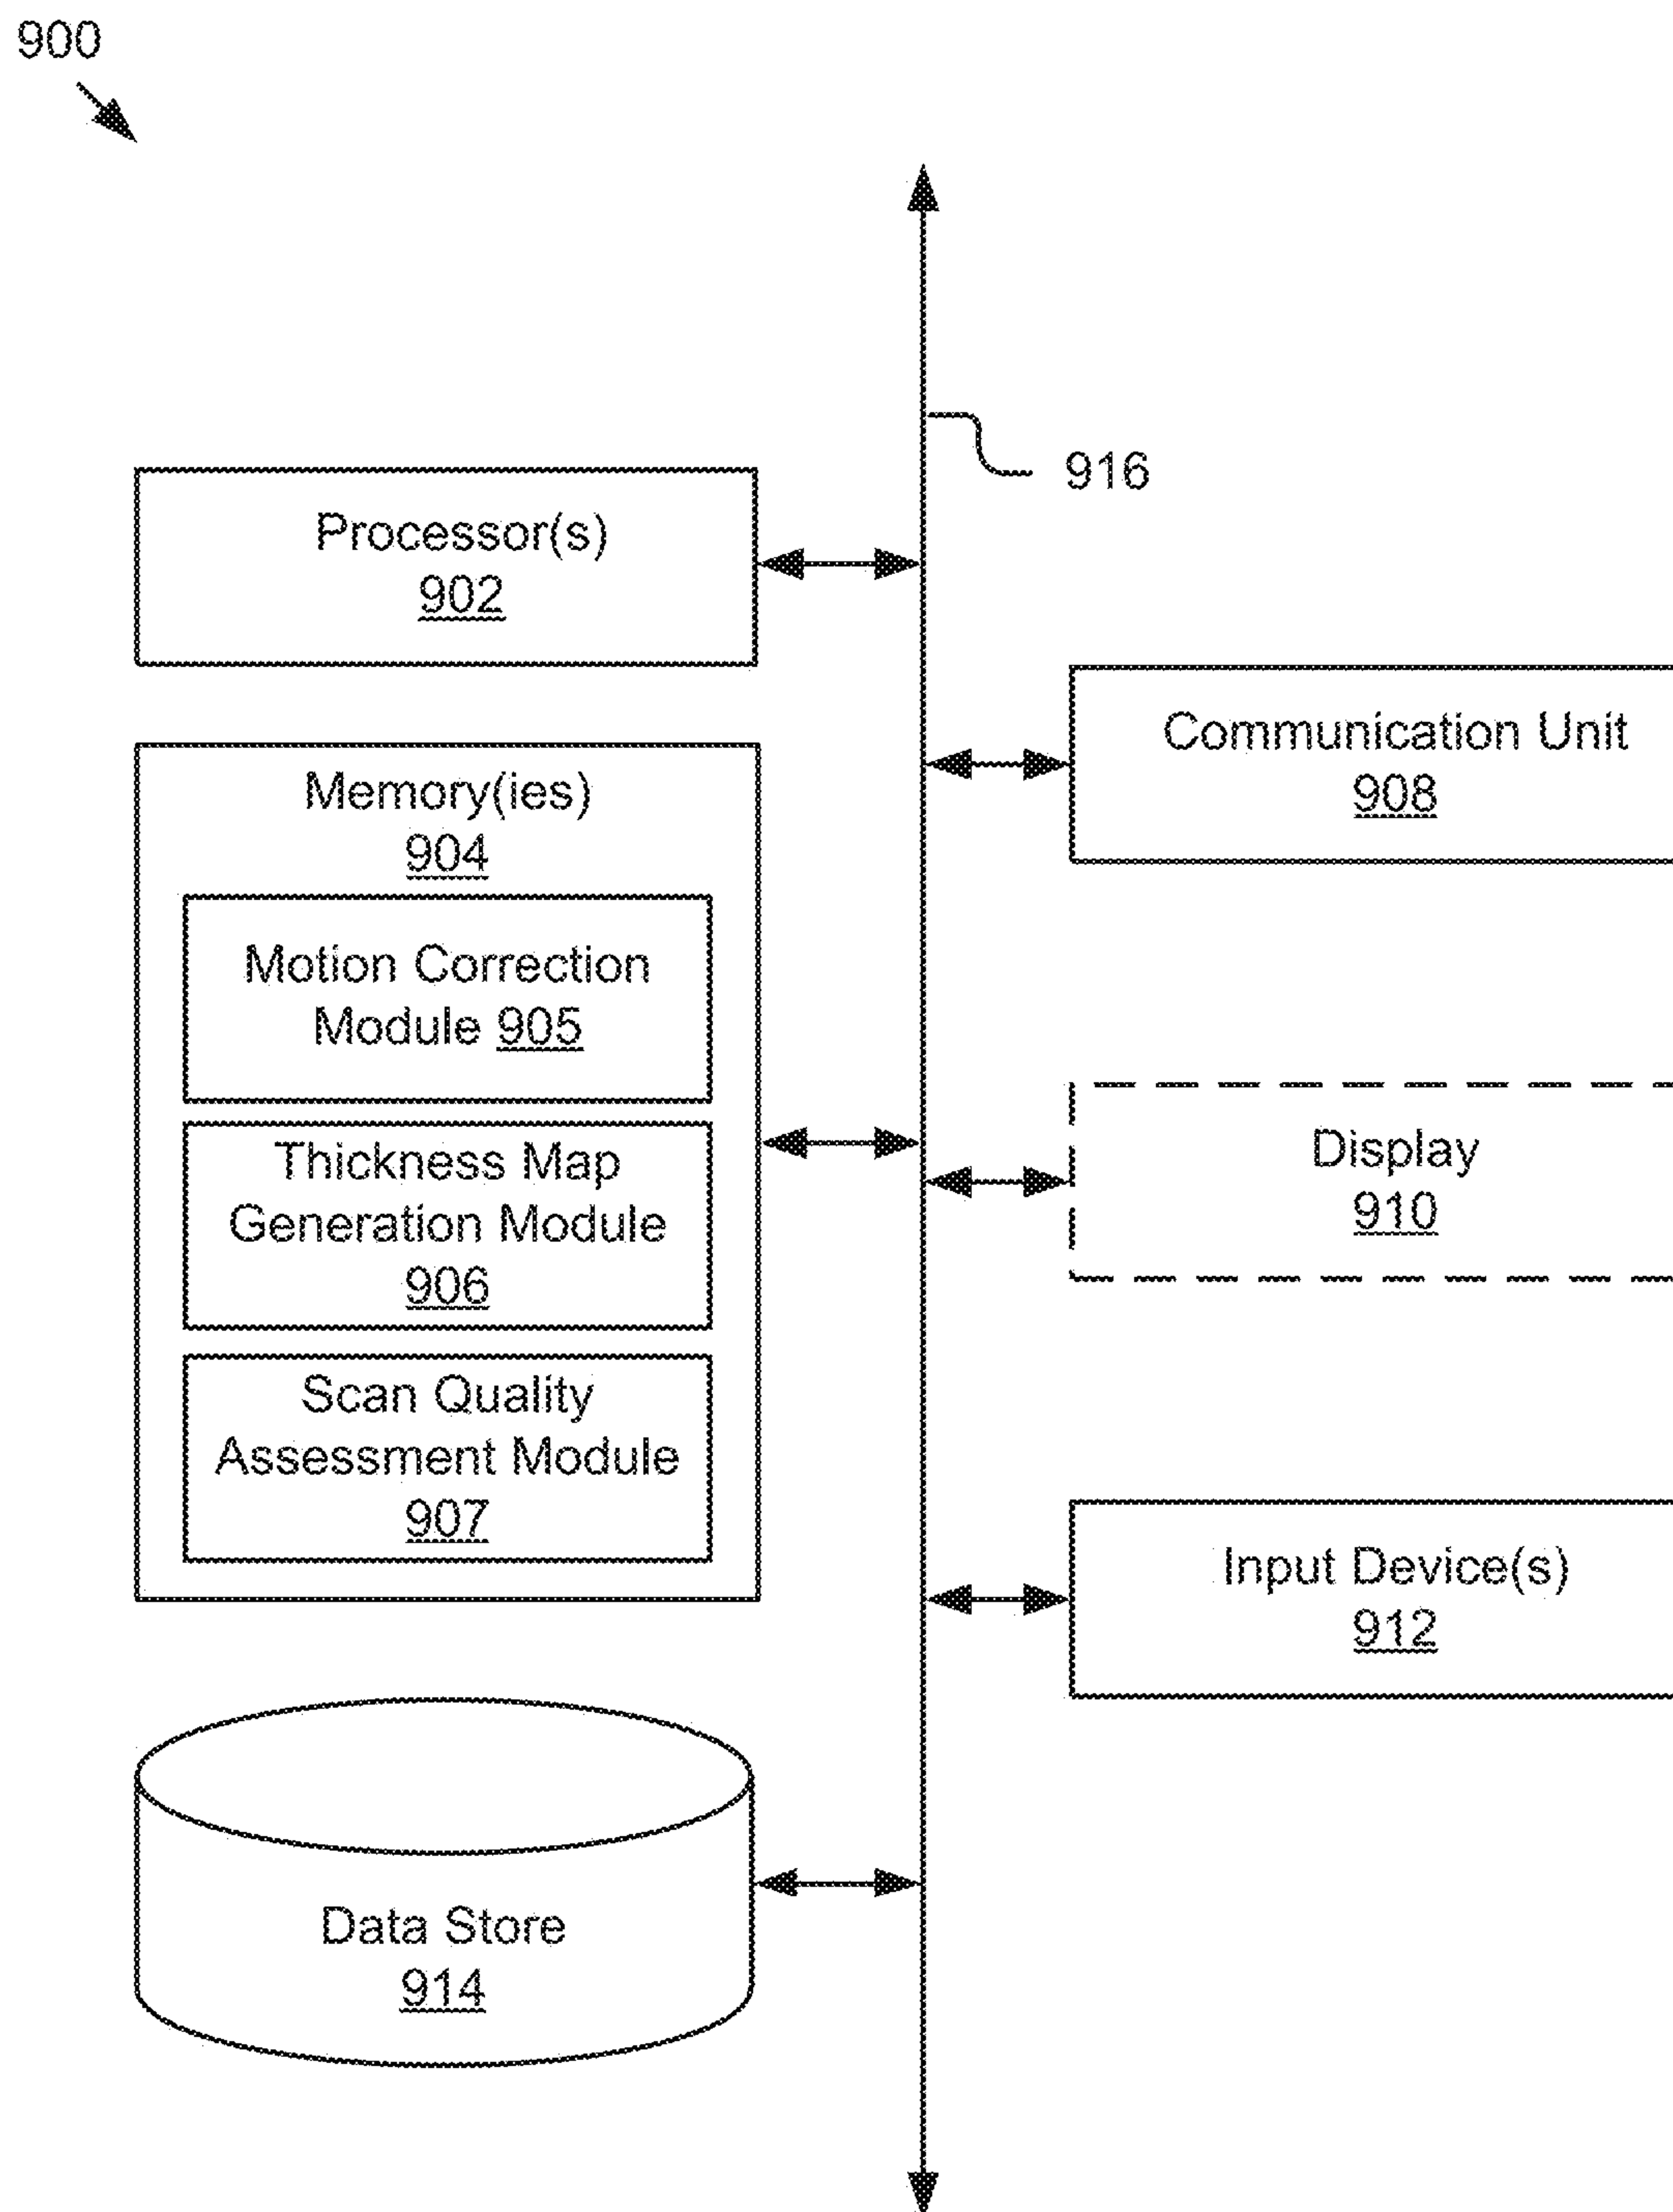 900
916
Processor(s)
902
Communication Unit
908
Memory(ies)
904
Motion Correction
Module 905
Thickness Map
Generation Module
906
Display
910
Scan Quality
Assessment Module
907
Input Device(s)
912
Data Store
914